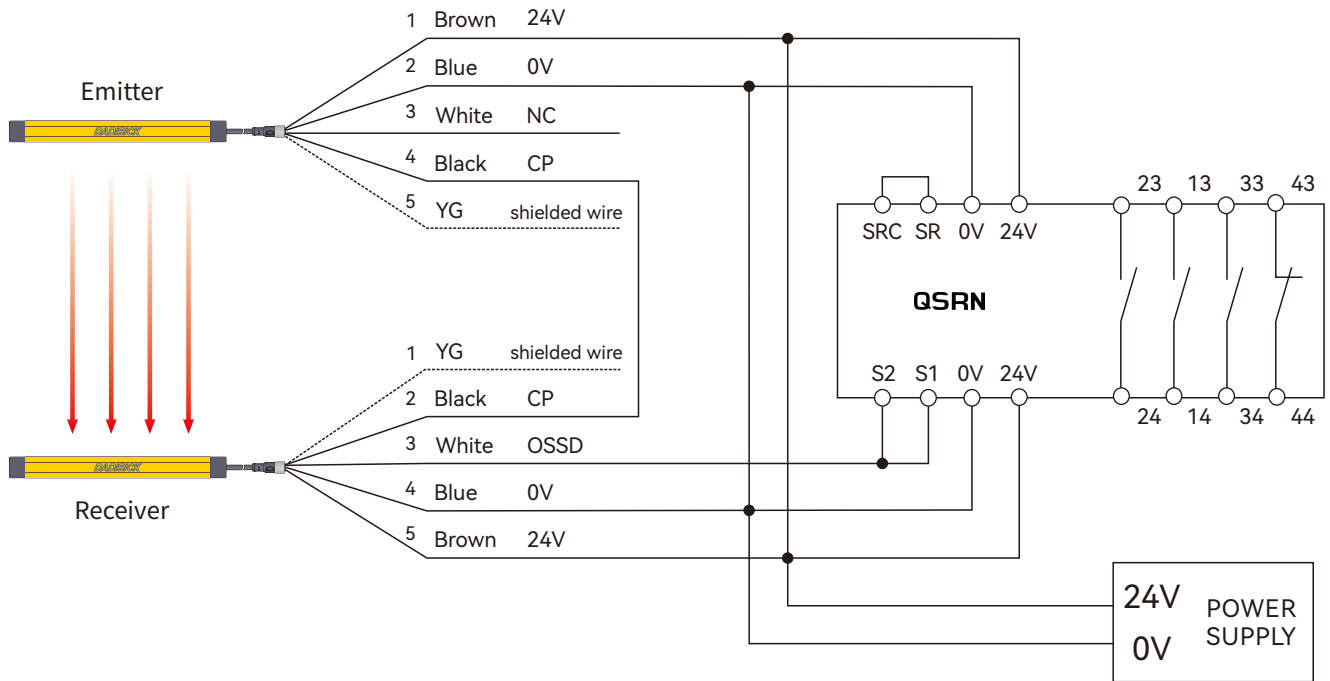 1 Brown 24V
2 Blue 0V
Emitter
3 White NC
DADISICK
4 Black CP
5 YG shielded wire
23 13 33 43
SRC SR 0V 24V
QSRN
1 YG shielded wire
S2 S1 0V 24V
2 Black CP
24 14 34 44
3 White OSSD
DADISICK
4 Blue 0V
Receiver
5 Brown 24V
24V
0V
POWER
SUPPLY